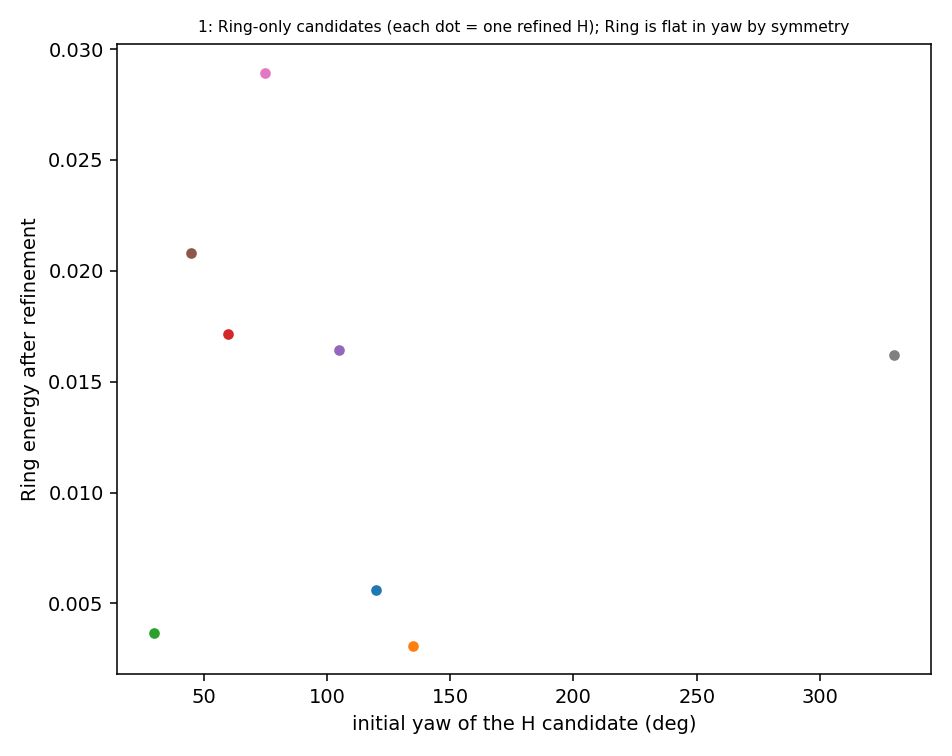 1: Ring-only candidates (each dot = one refined H); Ring is flat in yaw by symmetry
0.030
0.025
0.020
0.015
0.010
0.005
Ring energy after refinement
50 100 150 200 250 300
initial yaw of the H candidate (deg)